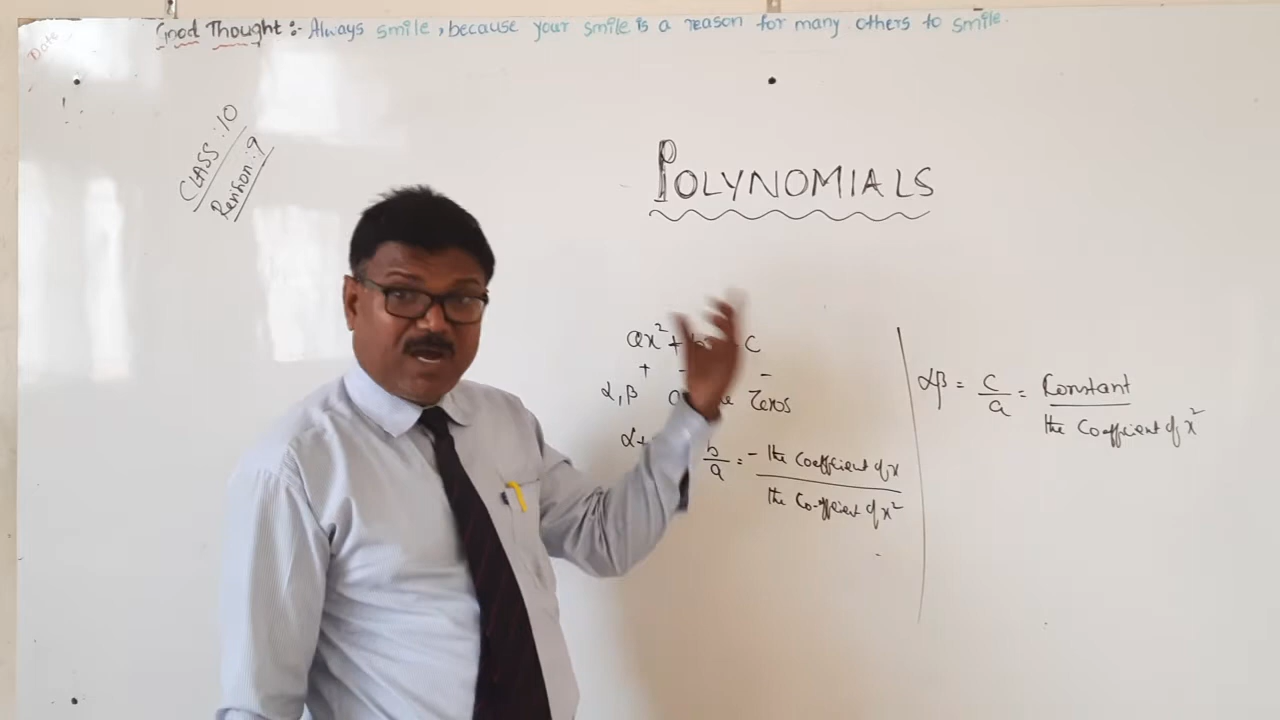 Good Thought :- Always smile, because your smile is a reason for many others to smile.
Date
CLASS :10
Revision :9
POLYNOMIALS
ax² + c
+ - -
α, β Zeros
α+ b/a = - the coefficient of x / the Co-efficient of x²
αβ = c/a = Constant / the Coefficient of x²